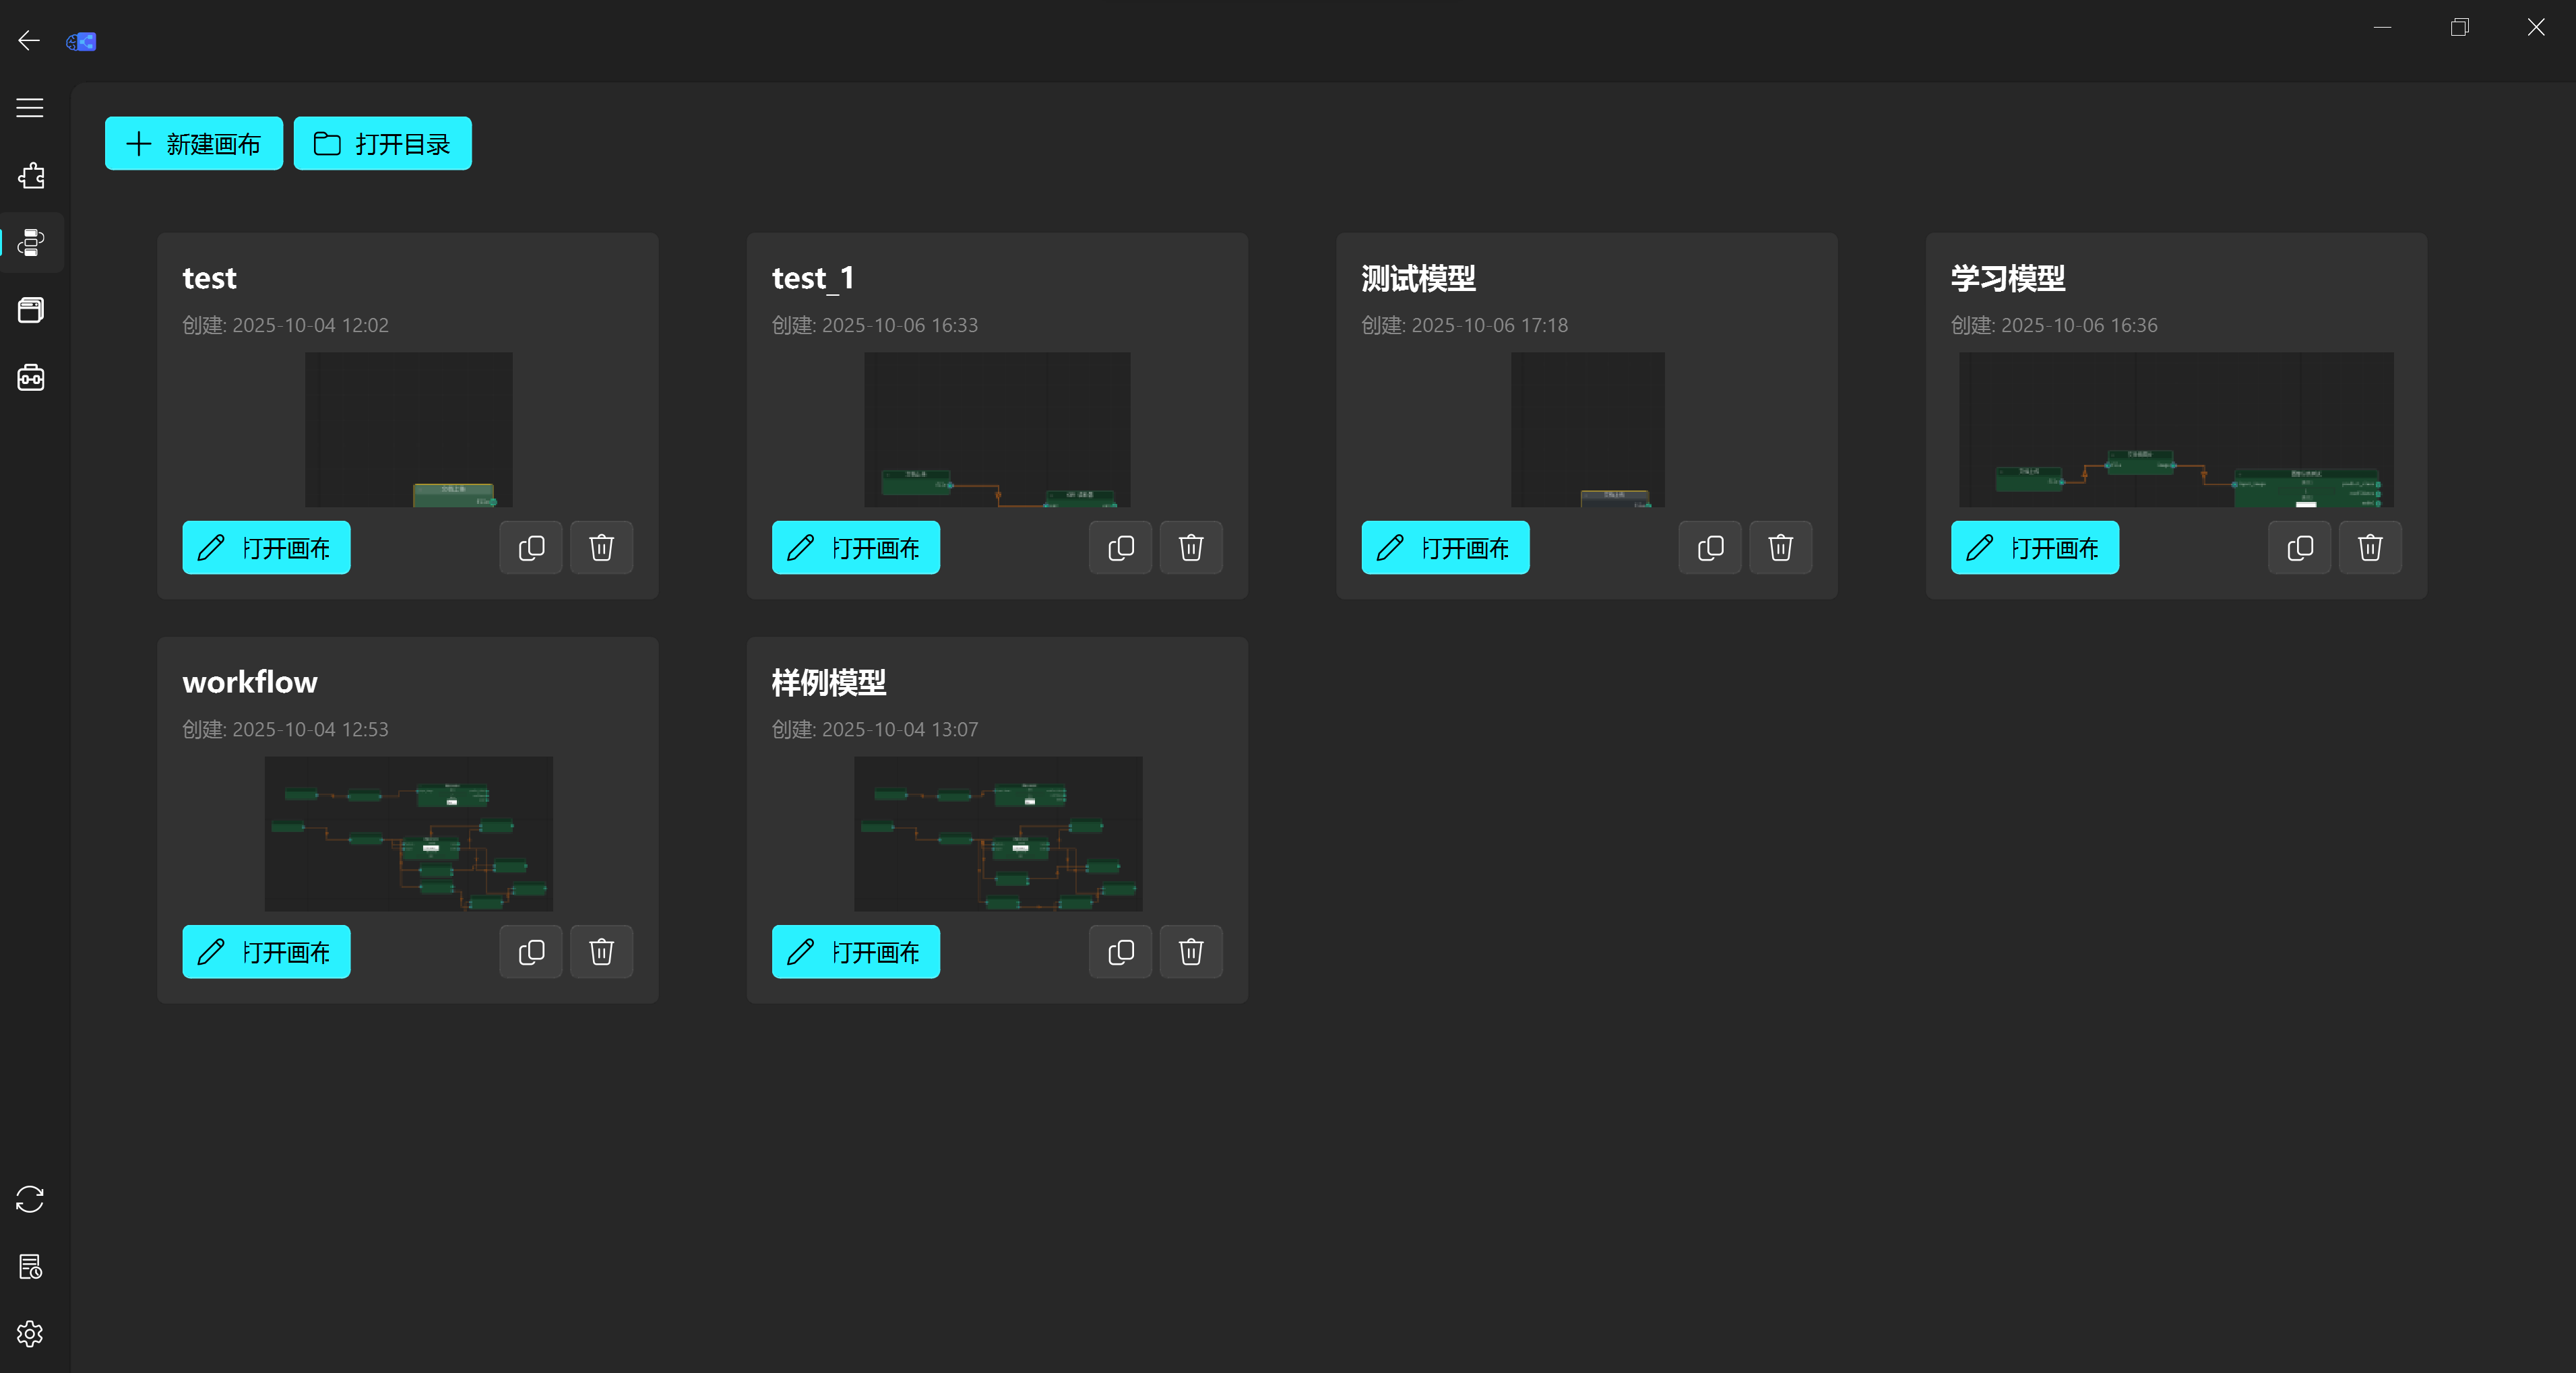 新建画布
打开目录
test
创建: 2025-10-04 12:02
打开画布
test_1
创建: 2025-10-06 16:33
打开画布
测试模型
创建: 2025-10-06 17:18
打开画布
学习模型
创建: 2025-10-06 16:36
打开画布
workflow
创建: 2025-10-04 12:53
打开画布
样例模型
创建: 2025-10-04 13:07
打开画布